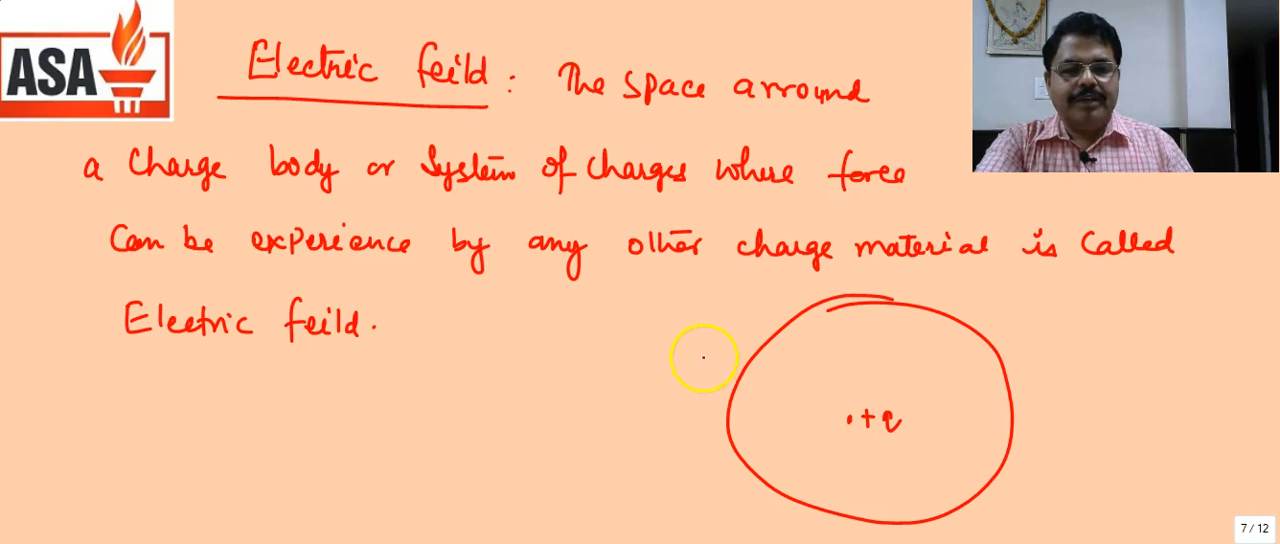 ASA
Electric feild : The space arround
a charge body or system of charges where force
can be experience by any other charge material is called
Electric feild.
.+q
7 / 12